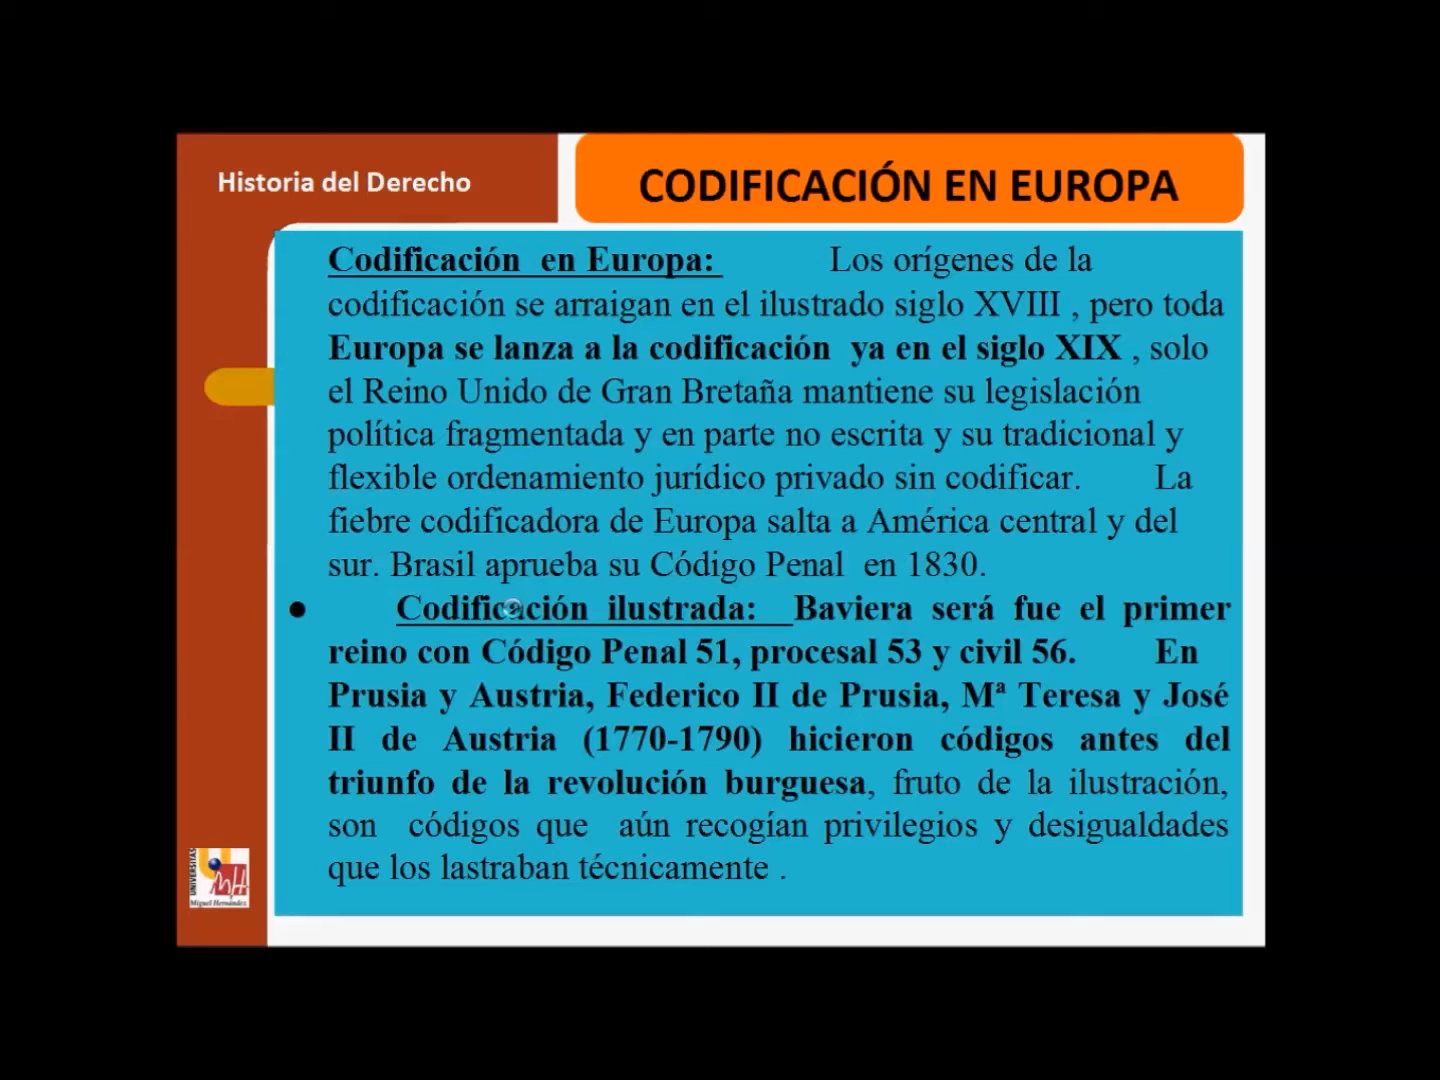 Historia del Derecho
CODIFICACIÓN EN EUROPA
Codificación en Europa: Los orígenes de la
codificación se arraigan en el ilustrado siglo XVIII , pero toda
Europa se lanza a la codificación ya en el siglo XIX , solo
el Reino Unido de Gran Bretaña mantiene su legislación
política fragmentada y en parte no escrita y su tradicional y
flexible ordenamiento jurídico privado sin codificar. La
fiebre codificadora de Europa salta a América central y del
sur. Brasil aprueba su Código Penal en 1830.
● Codificación ilustrada: Baviera será fue el primer
reino con Código Penal 51, procesal 53 y civil 56. En
Prusia y Austria, Federico II de Prusia, Mª Teresa y José
II de Austria (1770-1790) hicieron códigos antes del
triunfo de la revolución burguesa, fruto de la ilustración,
son códigos que aún recogían privilegios y desigualdades
que los lastraban técnicamente .
UNIVERSITAS
Miguel Hernández